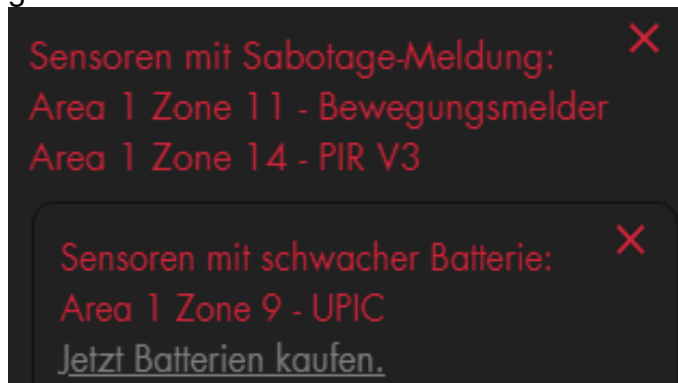 Sensoren mit Sabotage-Meldung:
Area 1 Zone 11 - Bewegungsmelder
Area 1 Zone 14 - PIR V3
Sensoren mit schwacher Batterie:
Area 1 Zone 9 - UPIC
Jetzt Batterien kaufen.